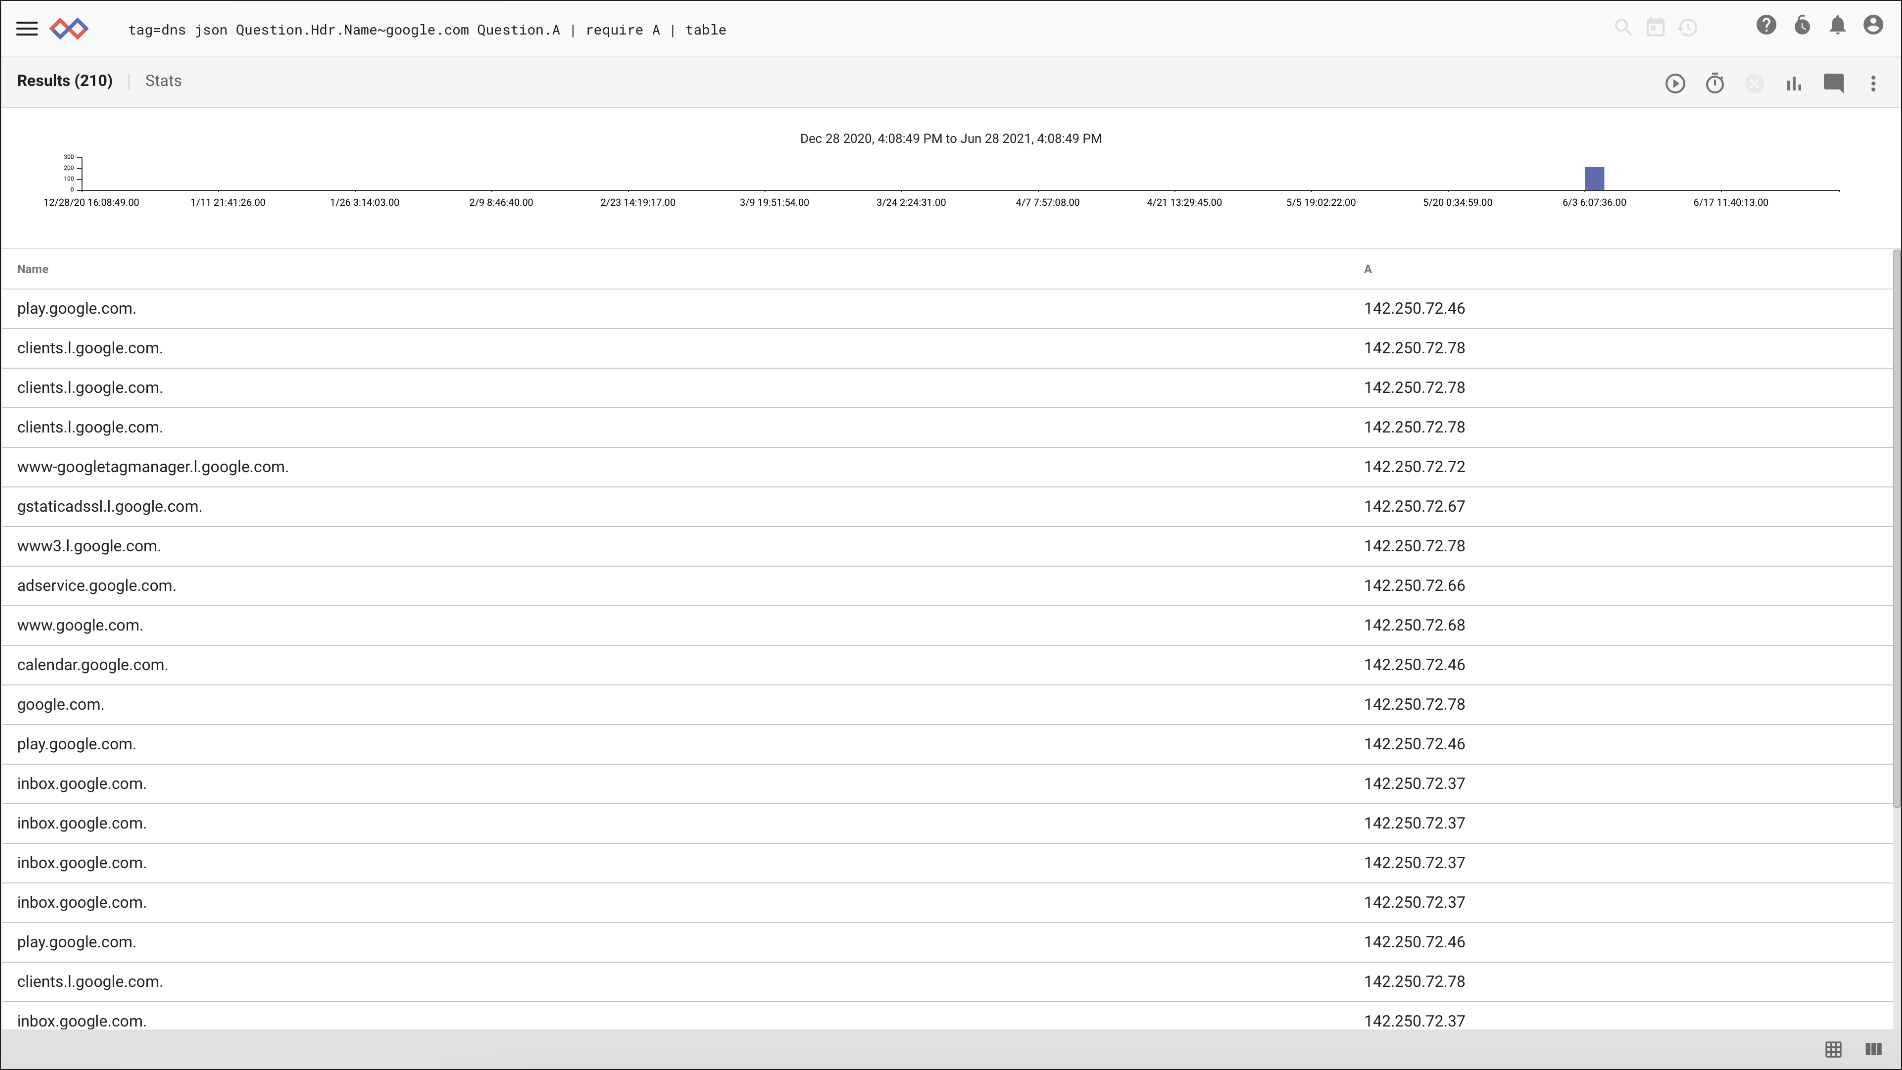 tag=dns json Question.Hdr.Name~google.com Question.A | require A | table
Results (210) | Stats
Dec 28 2020, 4:08:49 PM to Jun 28 2021, 4:08:49 PM
300
200
100
0
12/28/20 16:08:49.00 1/11 21:41:26.00 1/26 3:14:03.00 2/9 8:46:40.00 2/23 14:19:17.00 3/9 19:51:54.00 3/24 2:24:31.00 4/7 7:57:08.00 4/21 13:29:45.00 5/5 19:02:22.00 5/20 0:34:59.00 6/3 6:07:36.00 6/17 11:40:13.00
Name A
play.google.com. 142.250.72.46
clients.l.google.com. 142.250.72.78
clients.l.google.com. 142.250.72.78
clients.l.google.com. 142.250.72.78
www-googletagmanager.l.google.com. 142.250.72.72
gstaticadssl.l.google.com. 142.250.72.67
www3.l.google.com. 142.250.72.78
adservice.google.com. 142.250.72.66
www.google.com. 142.250.72.68
calendar.google.com. 142.250.72.46
google.com. 142.250.72.78
play.google.com. 142.250.72.46
inbox.google.com. 142.250.72.37
inbox.google.com. 142.250.72.37
inbox.google.com. 142.250.72.37
inbox.google.com. 142.250.72.37
play.google.com. 142.250.72.46
clients.l.google.com. 142.250.72.78
inbox.google.com. 142.250.72.37